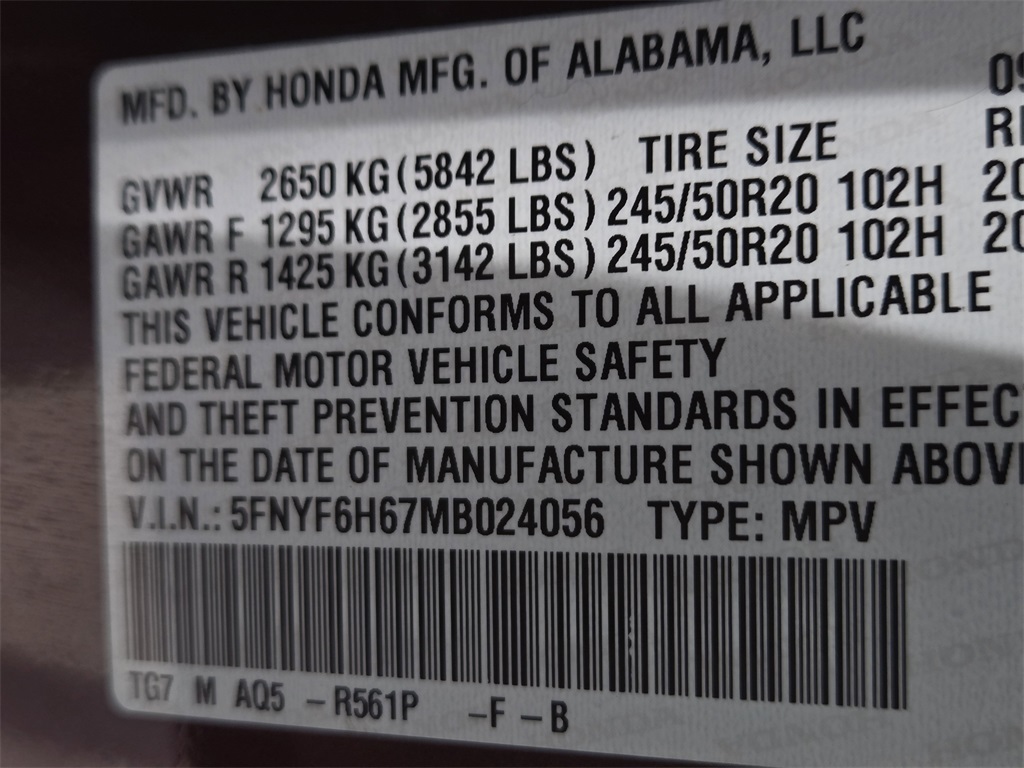 MFD. BY HONDA MFG. OF ALABAMA, LLC
GVWR 2650 KG (5842 LBS) TIRE SIZE
GAWR F 1295 KG (2855 LBS) 245/50R20 102H 20
GAWR R 1425 KG (3142 LBS) 245/50R20 102H 20
THIS VEHICLE CONFORMS TO ALL APPLICABLE
FEDERAL MOTOR VEHICLE SAFETY
AND THEFT PREVENTION STANDARDS IN EFFEC
ON THE DATE OF MANUFACTURE SHOWN ABOV
V.I.N.: 5FNYF6H67MB024056 TYPE: MPV
TG7 M AQ5 - R561P - F - B